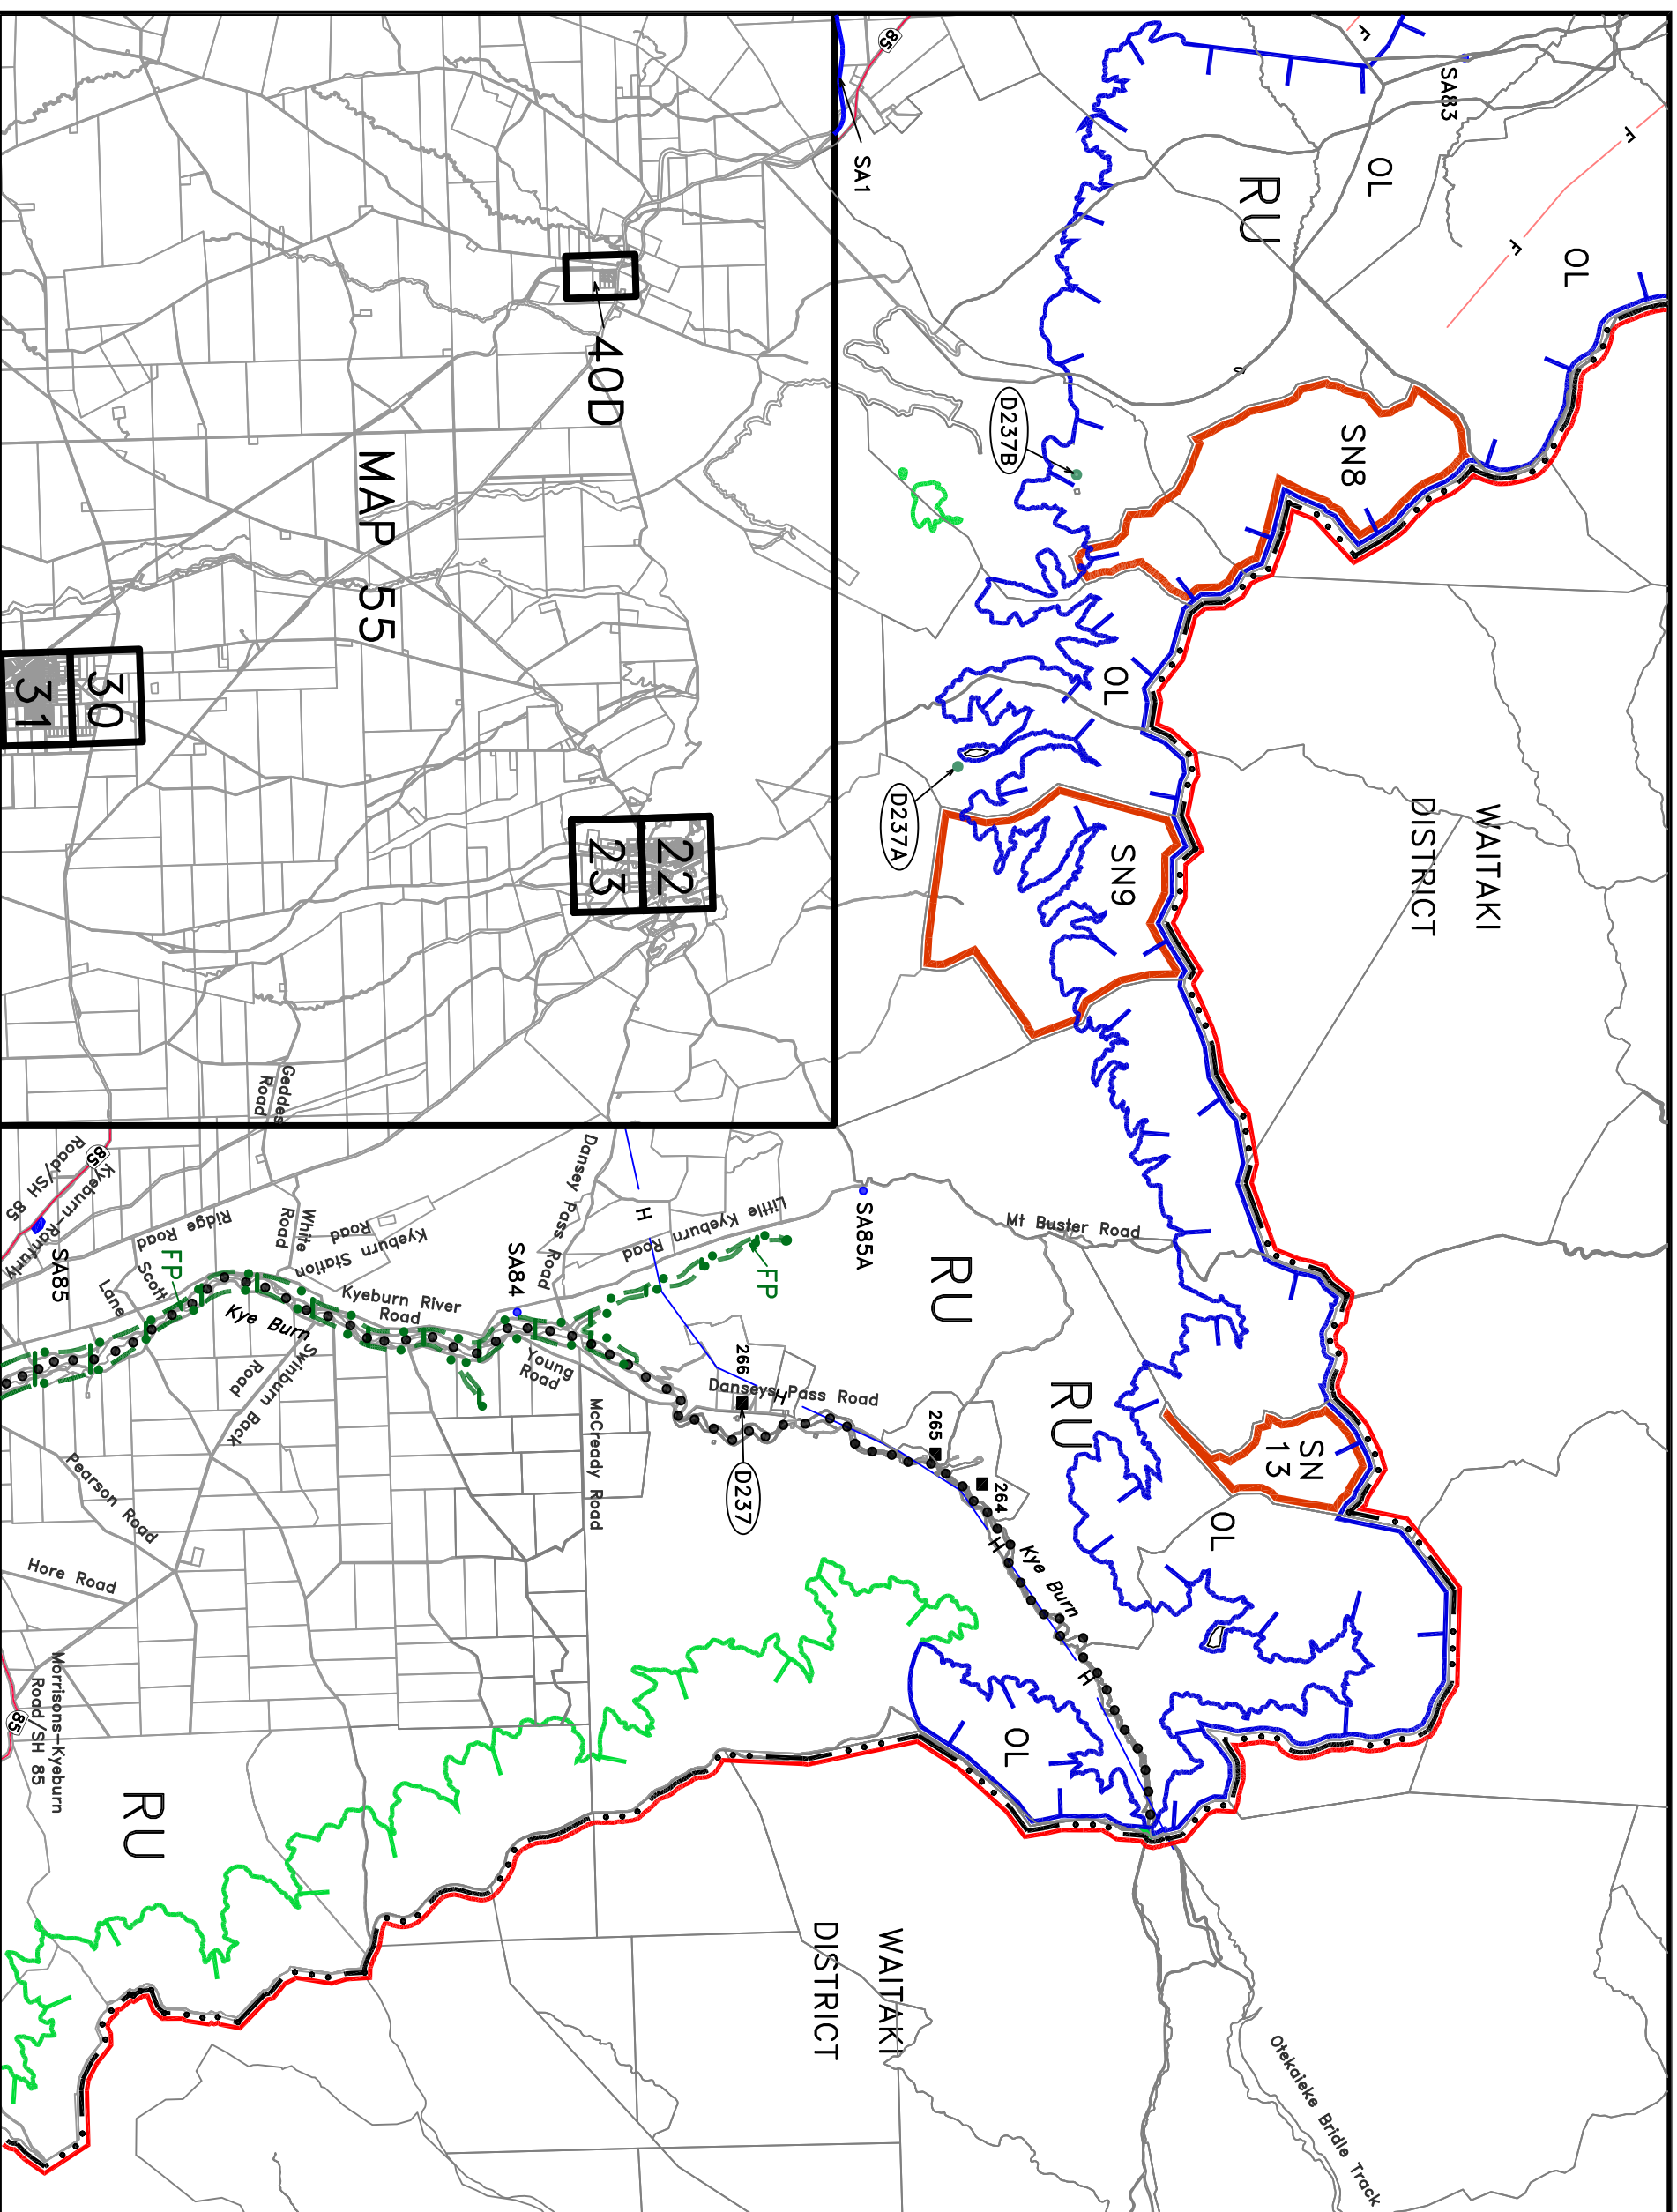 F
SA83
OL
F
F
OL
RU
85
SA1
SN8
D237B
WAITAKI
DISTRICT
OL
SN9
D237A
40D
MAP 55
30
31
22
23
Geddes
Road
SA85A
Mt Buster Road
RU
RU
SN
13
OL
H
Little Kyeburn Road
FP
Dansey Pass Road
SA84
Young
Road
266
Danseys Pass Road
H
D237
265
264
H
Kye Burn
H
OL
McCready Road
85
Kyeburn-Ranfurly
Road/SH 85
SA85
Ridge Road
White
Road
Kyeburn Station
Road
FP
Scott
Lane
Kye Burn
Kyeburn River
Road
Swinburn Back
Road
Pearson Road
Hore Road
Morrisons-Kyeburn
Road/SH 85
85
RU
WAITAKI
DISTRICT
Otekaieke Bridle Track